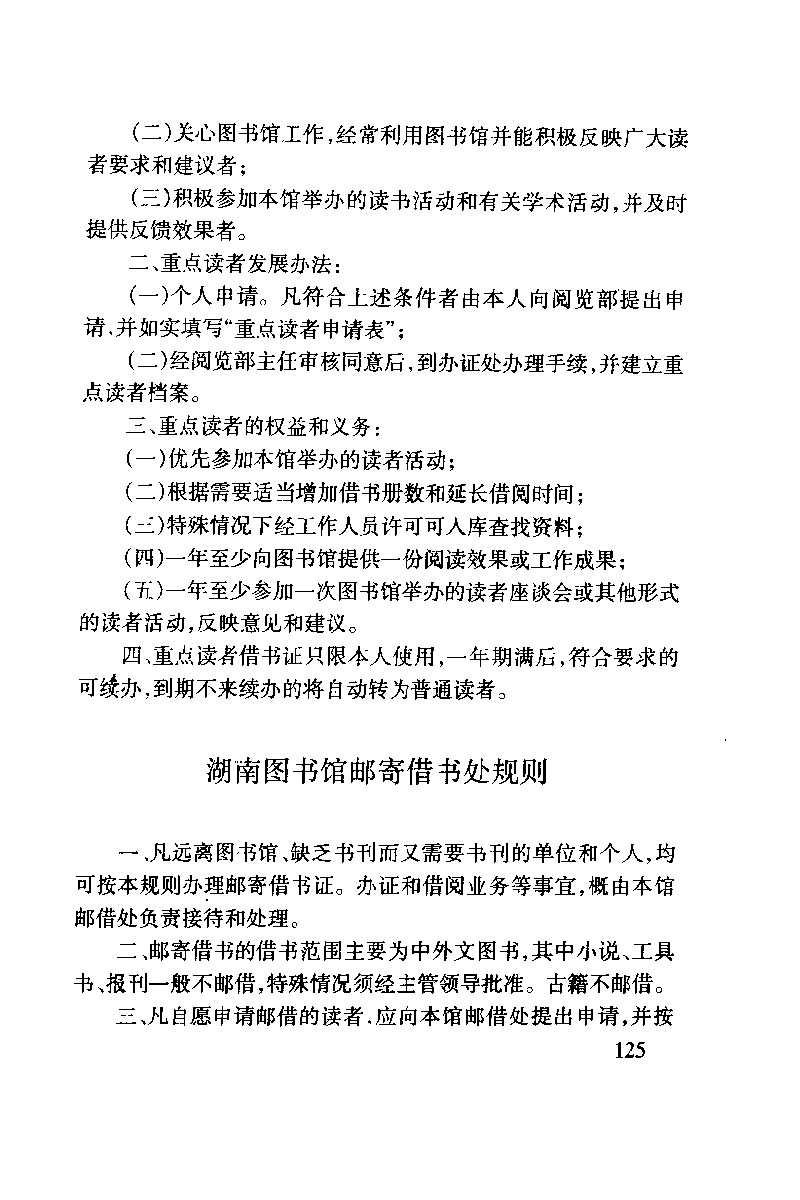 (二)关心图书馆工作,经常利用图书馆并能积极反映广大读
者要求和建议者;
(三)积极参加本馆举办的读书活动和有关学术活动,并及时
提供反馈效果者。
二、重点读者发展办法:
(一)个人申请。凡符合上述条件者由本人向阅览部提出申
请,并如实填写“重点读者申请表”;
(二)经阅览部主任审核同意后,到办证处办理手续,并建立重
点读者档案。
三、重点读者的权益和义务:
(一)优先参加本馆举办的读者活动;
(二)根据需要适当增加借书册数和延长借阅时间;
(三)特殊情况下经工作人员许可可入库查找资料;
(四)一年至少向图书馆提供一份阅读效果或工作成果;
(五)一年至少参加一次图书馆举办的读者座谈会或其他形式
的读者活动,反映意见和建议。
四、重点读者借书证只限本人使用,一年期满后,符合要求的
可续办,到期不来续办的将自动转为普通读者。
湖南图书馆邮寄借书处规则
一、凡远离图书馆、缺乏书刊而又需要书刊的单位和个人,均
可按本规则办理邮寄借书证。办证和借阅业务等事宜,概由本馆
邮借处负责接待和处理。
二、邮寄借书的借书范围主要为中外文图书,其中小说、工具
书、报刊一般不邮借,特殊情况须经主管领导批准。古籍不邮借。
三、凡自愿申请邮借的读者,应向本馆邮借处提出申请,并按
125